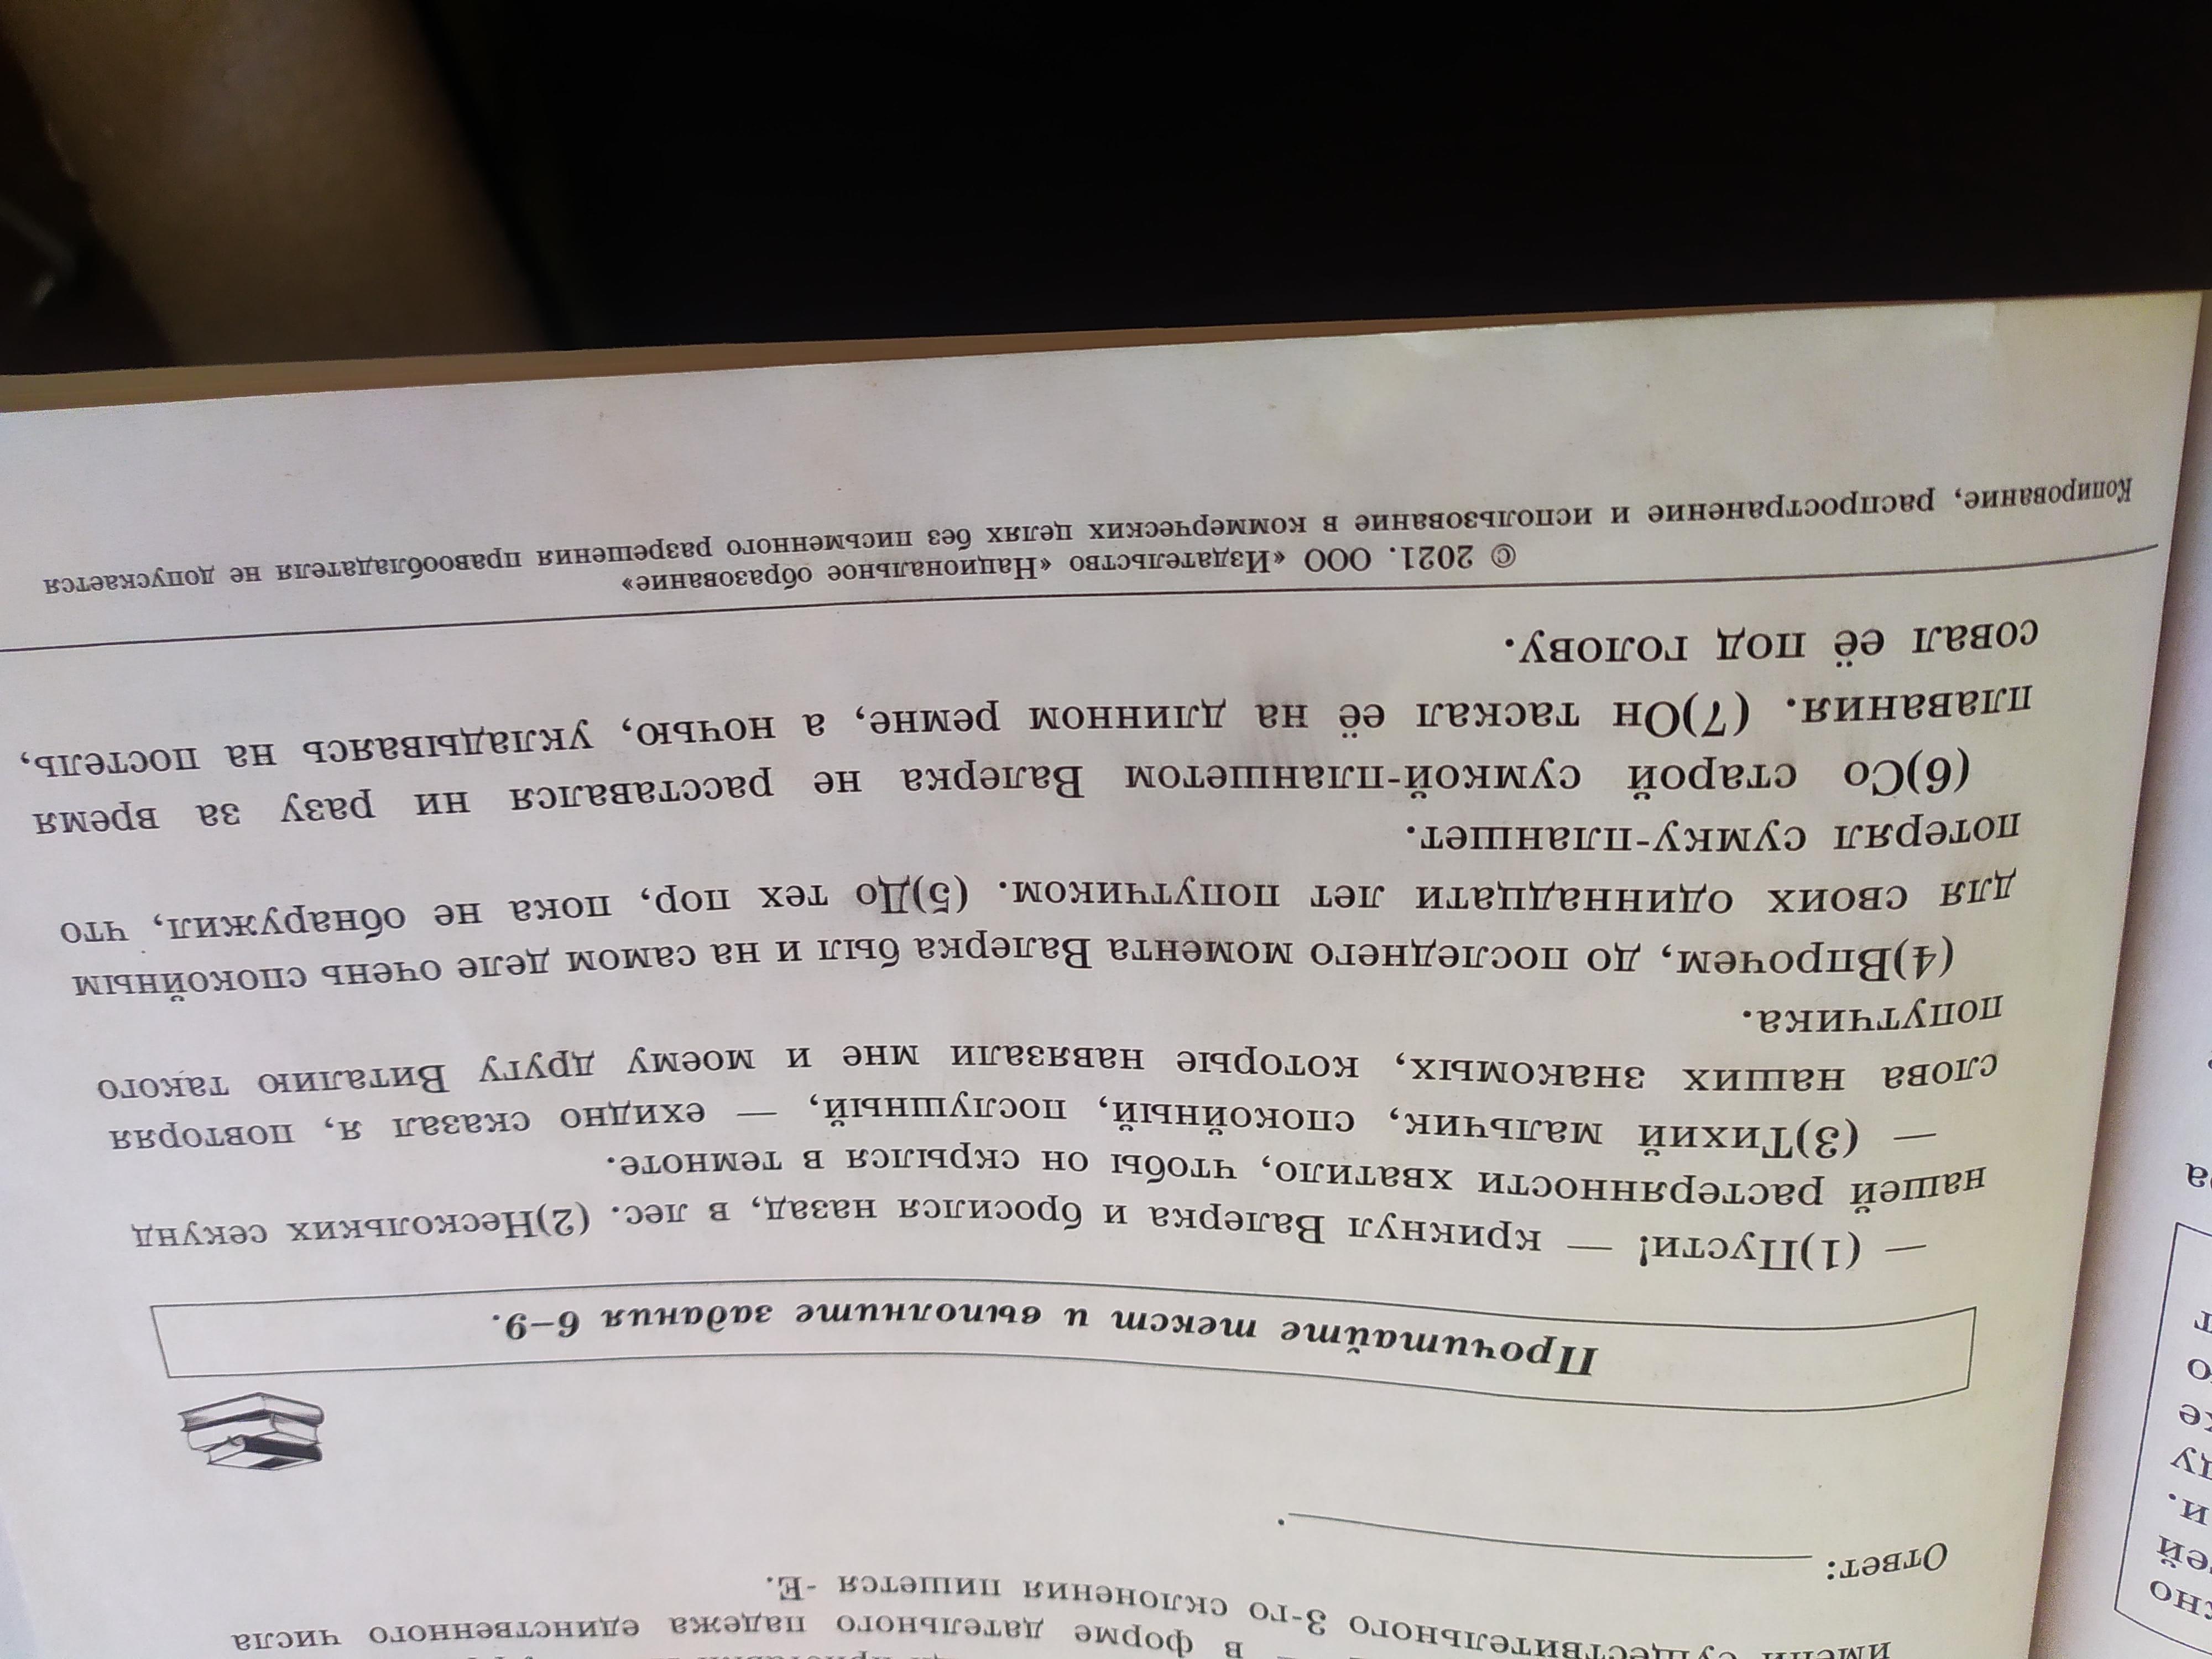 в форме дательного падежа единственного числа
имени существительного 3-го склонения пишется -Е.
Ответ:
Прочитайте текст и выполните задания 6–9.
— (1)Пусти! — крикнул Валерка и бросился назад, в лес. (2)Нескольких секунд
нашей растерянности хватило, чтобы он скрылся в темноте.
— (3)Тихий мальчик, спокойный, послушный, — ехидно сказал я, повторяя
слова наших знакомых, которые навязали мне и моему другу Виталию такого
попутчика.
(4)Впрочем, до последнего момента Валерка был и на самом деле очень спокойным
для своих одиннадцати лет попутчиком. (5)До тех пор, пока не обнаружил, что
потерял сумку-планшет.
(6)Со старой сумкой-планшетом Валерка не расставался ни разу за время
плавания. (7)Он таскал её на длинном ремне, а ночью, укладываясь на постель,
совал её под голову.
© 2021. ООО «Издательство «Национальное образование»
Копирование, распространение и использование в коммерческих целях без письменного разрешения правообладателя не допускается